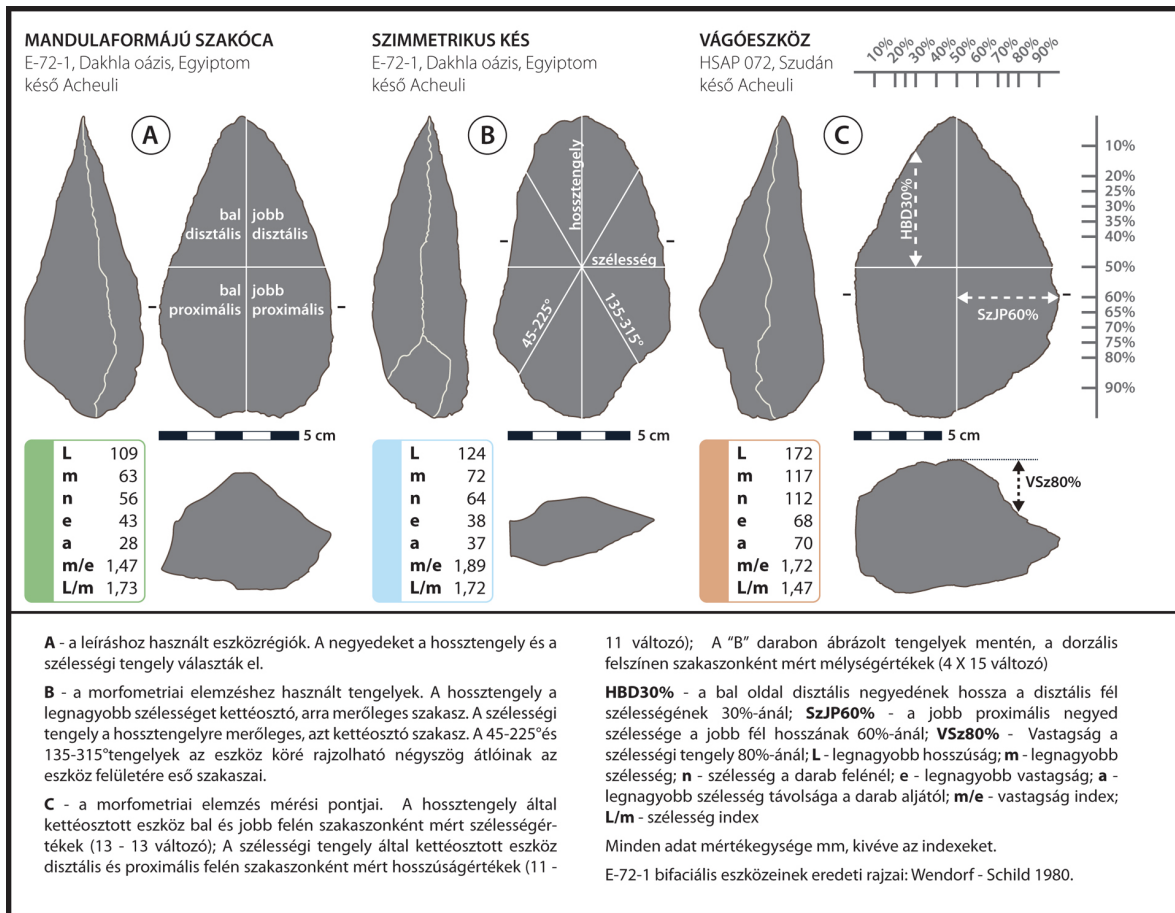 MANDULAFORMÁJÚ SZAKÓCA
E-72-1, Dakhla oázis, Egyiptom
késő Acheuli
SZIMMETRIKUS KÉS
E-72-1, Dakhla oázis, Egyiptom
késő Acheuli
VÁGÓESZKÖZ
HSAP 072, Szudán
késő Acheuli
10% 20% 30% 40% 50% 60% 70% 80% 90%
A
bal
disztális
jobb
disztális
bal
proximális
jobb
proximális
B
hossztengely
szélesség
45-225°
135-315°
C
HBD30%
SzJP60%
10%
20%
25%
30%
35%
40%
50%
60%
65%
70%
75%
80%
90%
5 cm
L 109
m 63
n 56
e 43
a 28
m/e 1,47
L/m 1,73
5 cm
L 124
m 72
n 64
e 38
a 37
m/e 1,89
L/m 1,72
5 cm
L 172
m 117
n 112
e 68
a 70
m/e 1,72
L/m 1,47
VSz80%
A - a leíráshoz használt eszközrégiók. A negyedeket a hossztengely és a
szélességi tengely választák el.
B - a morfometriai elemzéshez használt tengelyek. A hossztengely a
legnagyobb szélességet kettéosztó, arra merőleges szakasz. A szélességi
tengely a hossztengelyre merőleges, azt kettéosztó szakasz. A 45-225°és
135-315°tengelyek az eszköz köré rajzolható négyszög átlóinak az
eszköz felületére eső szakaszai.
C - a morfometriai elemzés mérési pontjai. A hossztengely által
kettéosztott eszköz bal és jobb felén szakaszonként mért szélességér-
tékek (13 - 13 változó); A szélességi tengely által kettéosztott eszköz
disztális és proximális felén szakaszonként mért hosszúságértékek (11 -
11 változó); A "B" darabon ábrázolt tengelyek mentén, a dorzális
felszínen szakaszonként mért mélységértékek (4 X 15 változó)
HBD30% - a bal oldal disztális negyedének hossza a disztális fél
szélességének 30%-ánál; SzJP60% - a jobb proximális negyed
szélessége a jobb fél hosszának 60%-ánál; VSz80% - Vastagság a
szélességi tengely 80%-ánál; L - legnagyobb hosszúság; m - legnagyobb
szélesség; n - szélesség a darab felénél; e - legnagyobb vastagság; a -
legnagyobb szélesség távolsága a darab aljától; m/e - vastagság index;
L/m - szélesség index
Minden adat mértékegysége mm, kivéve az indexeket.
E-72-1 bifaciális eszközeinek eredeti rajzai: Wendorf - Schild 1980.